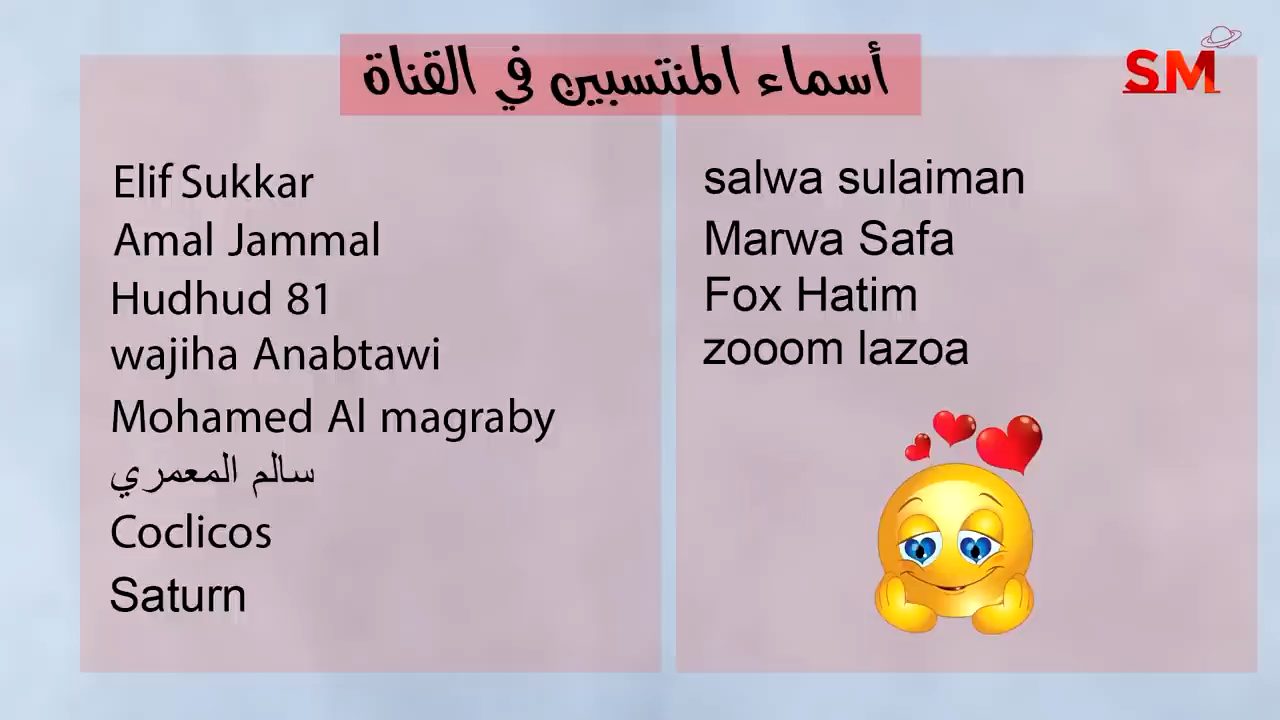 أسماء المنتسبين في القناة
SM
Elif Sukkar
Amal Jammal
Hudhud 81
wajiha Anabtawi
Mohamed Al magraby
سالم المعمري
Coclicos
Saturn
salwa sulaiman
Marwa Safa
Fox Hatim
zooom lazoa